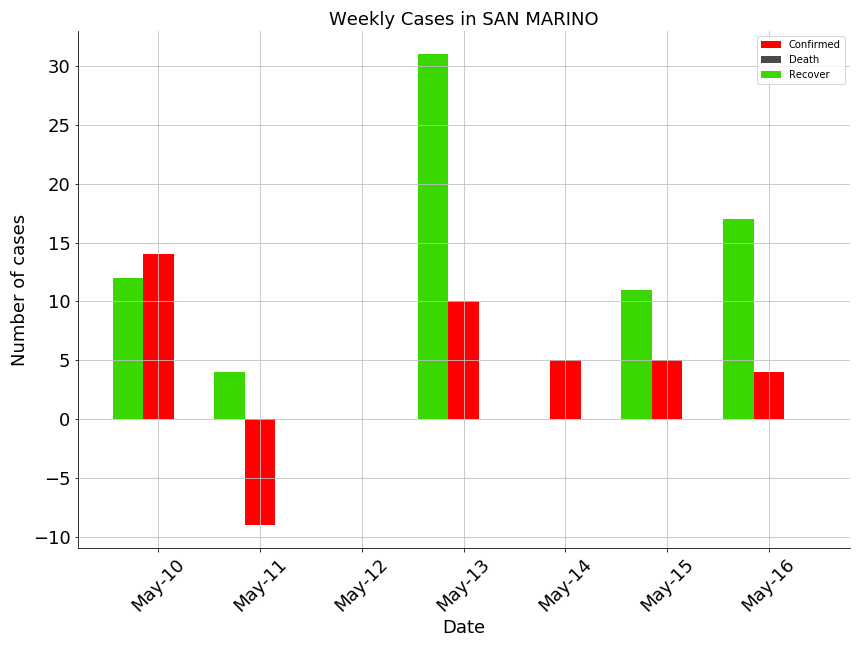 Weekly Cases in SAN MARINO
Confirmed
Death
Recover
Number of cases
30
25
20
15
10
5
0
−5
−10
May-10
May-11
May-12
May-13
May-14
May-15
May-16
Date